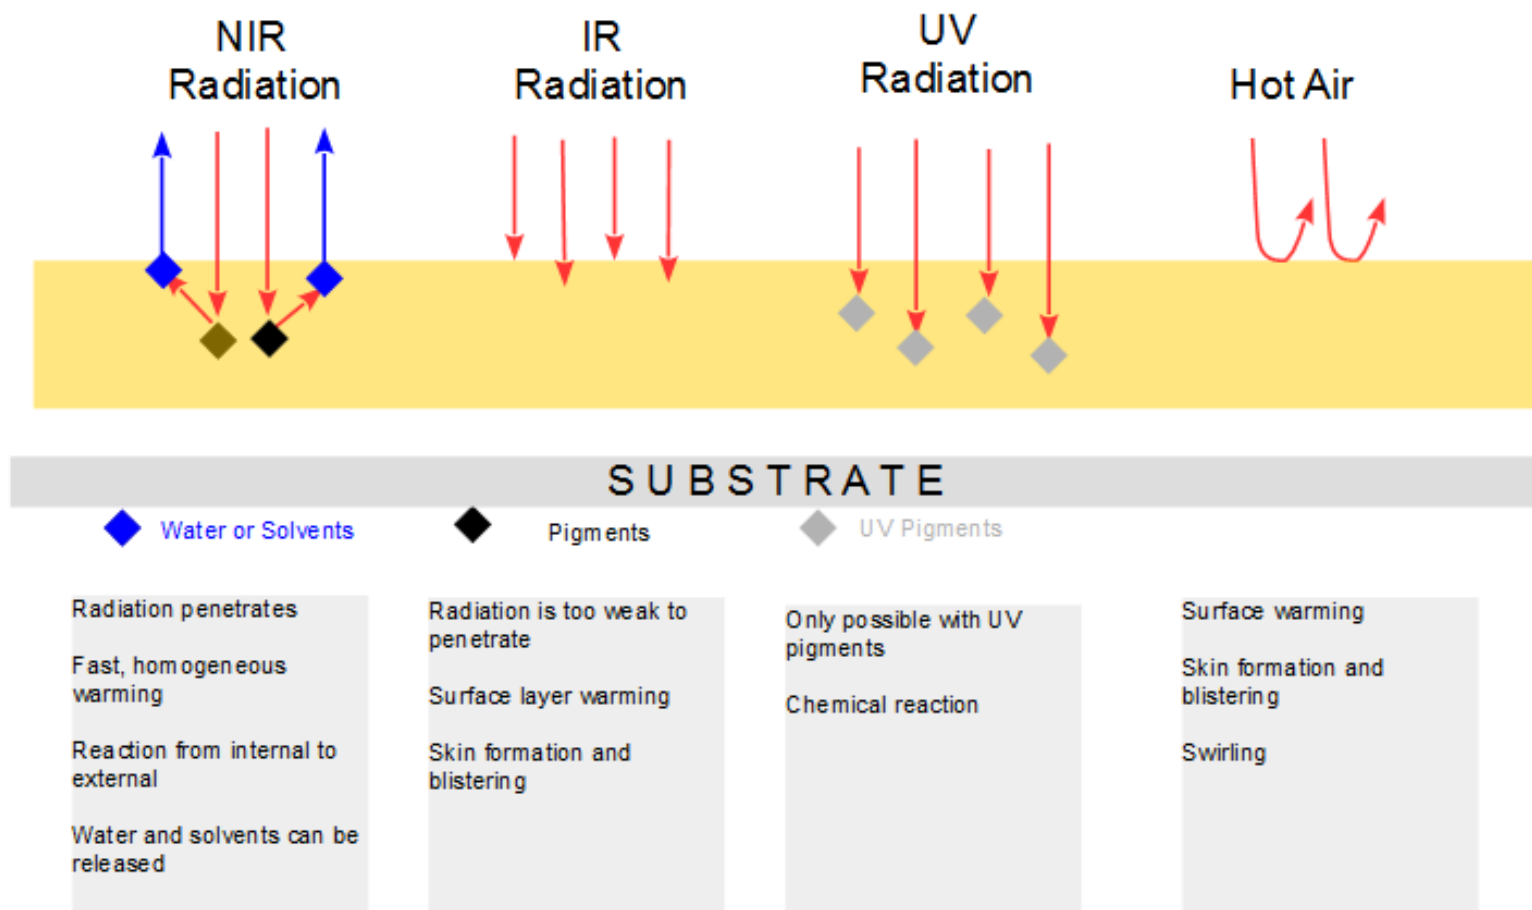 NIR
Radiation
IR
Radiation
UV
Radiation
Hot Air
SUBSTRATE
Water or Solvents
Pigments
UV Pigments
Radiation penetrates
Fast, homogeneous
warming
Reaction from internal to
external
Water and solvents can be
released
Radiation is too weak to
penetrate
Surface layer warming
Skin formation and
blistering
Only possible with UV
pigments
Chemical reaction
Surface warming
Skin formation and
blistering
Swirling